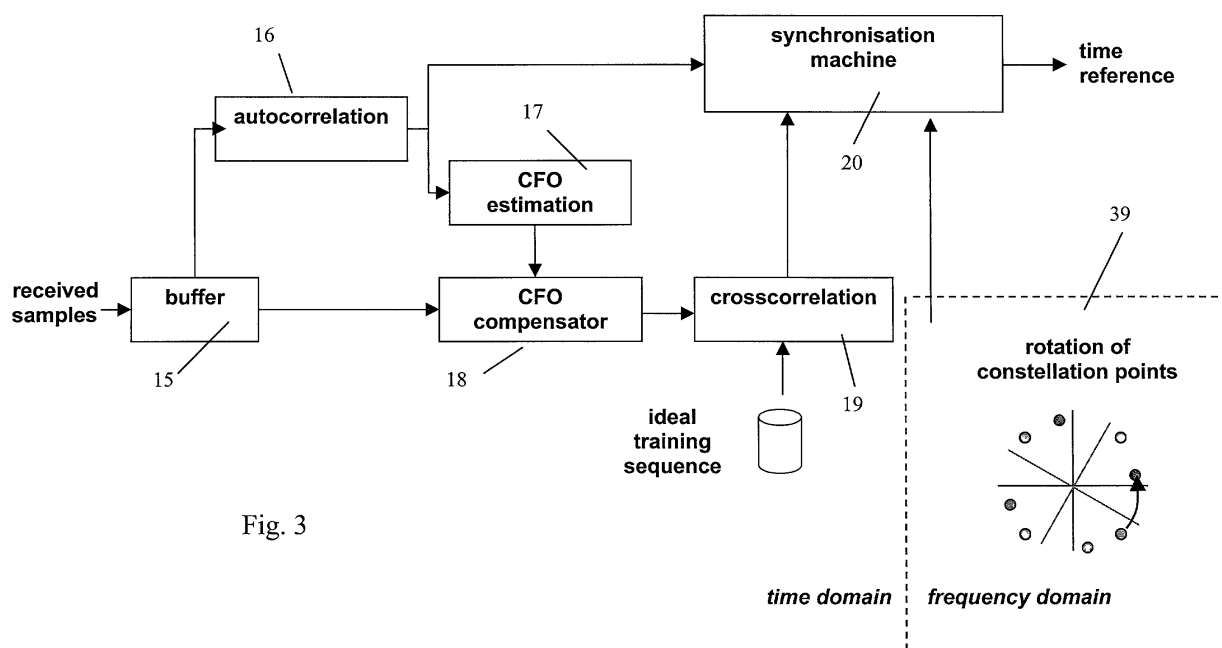 16
autocorrelation
17
CFO
estimation
synchronisation
machine
20
time
reference
received
samples
buffer
15
CFO
compensator
18
crosscorrelation
19
ideal
training
sequence
39
rotation of
constellation points
Fig. 3
time domain
frequency domain